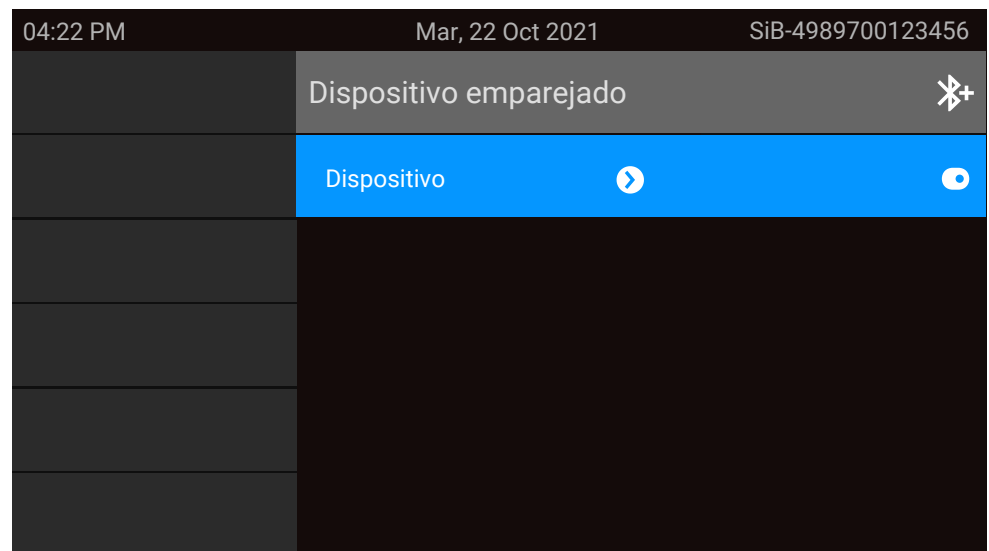 04:22 PM Mar, 22 Oct 2021 SiB-4989700123456
Dispositivo emparejado
Dispositivo